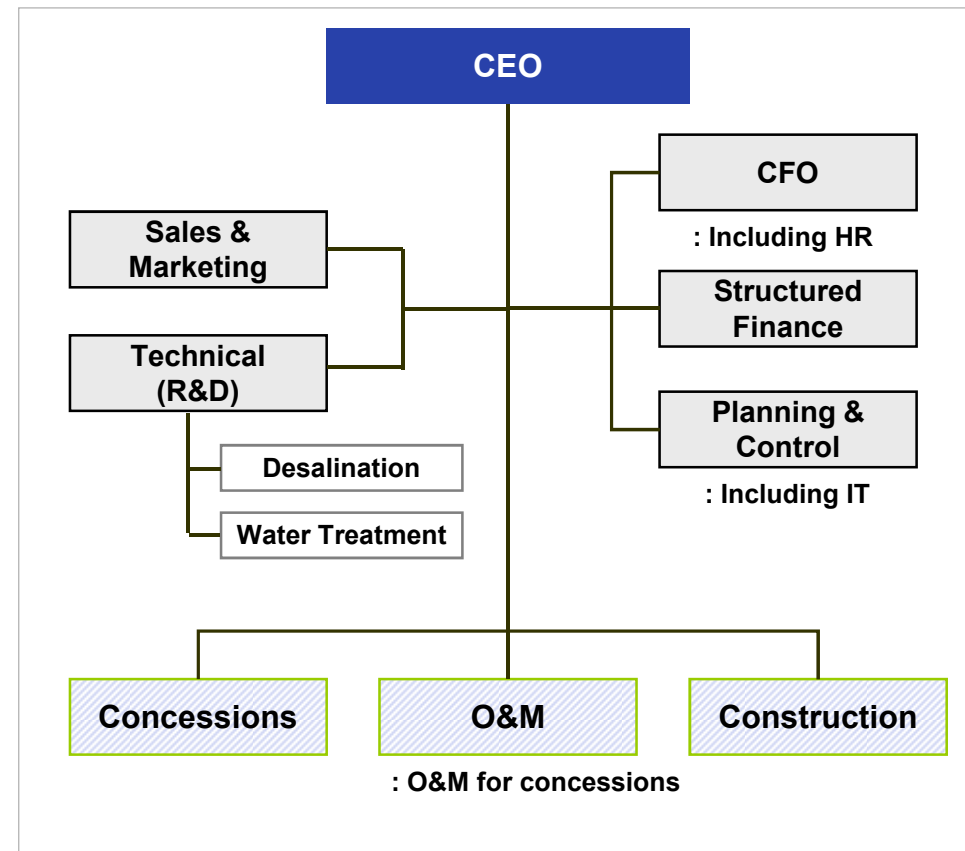 CEO
CFO
: Including HR
Sales &
Marketing
Structured
Finance
Technical
(R&D)
Planning &
Control
: Including IT
Desalination
Water Treatment
Concessions
O&M
Construction
: O&M for concessions